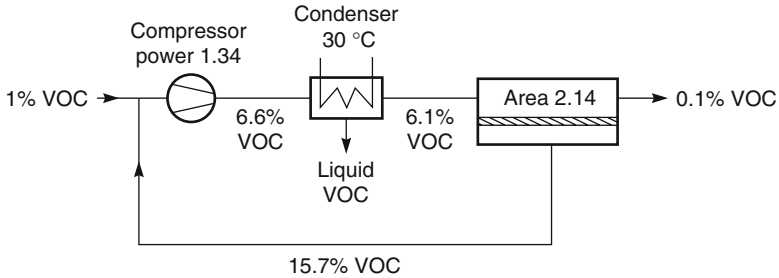 Condenser
30 °C
Compressor
power 1.34
1% VOC
6.6%
VOC
Liquid
VOC
6.1%
VOC
Area 2.14
0.1% VOC
15.7% VOC